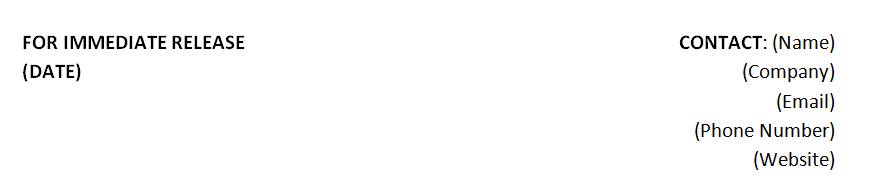 FOR IMMEDIATE RELEASE
(DATE)
CONTACT: (Name)
(Company)
(Email)
(Phone Number)
(Website)